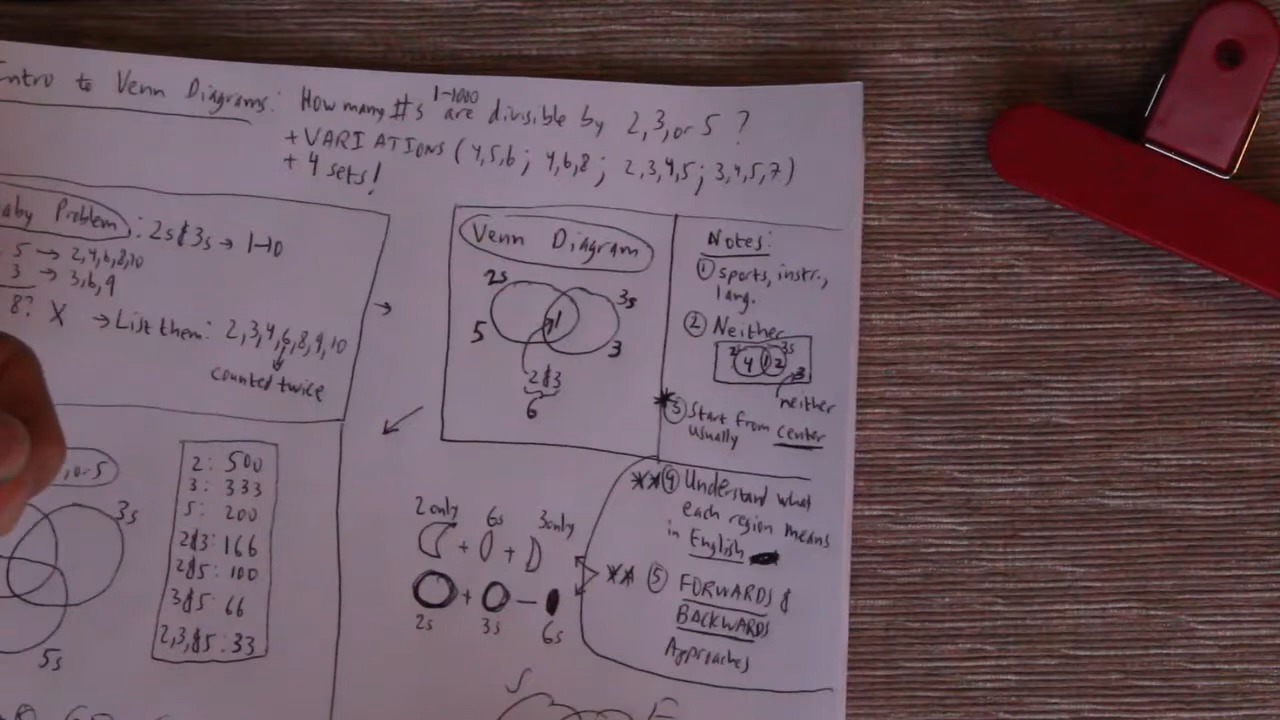 Intro to Venn Diagrams: How many #s 1-1000 are divisible by 2,3,or 5 ?
+VARIATIONS (4,5,6 ; 4,6,8 ; 2,3,4,5 ; 3,4,5,7)
+ 4 sets!
aby Problem : 2s & 3s → 1→10
5 → 2,4,6,8,10
3 → 3,6,9
8? X → List them: 2,3,4,6,8,9,10
counted twice
Venn Diagram
2s 3s
1
5 3
2&3
6
Notes:
① sports, instr.,
lang.
② Neither
2s 3s
4 1 2
3
neither
* ③ Start from center
usually
** ④ Understand what
each region means
in English
** ⑤ FORWARDS &
BACKWARDS
Approaches
2 only 6s 3 only
+ +
+ −
2s 3s 6s
, or 5
3s
5s
2: 500
3: 333
5: 200
2&3: 166
2&5: 100
3&5: 66
2,3,&5: 33
S F